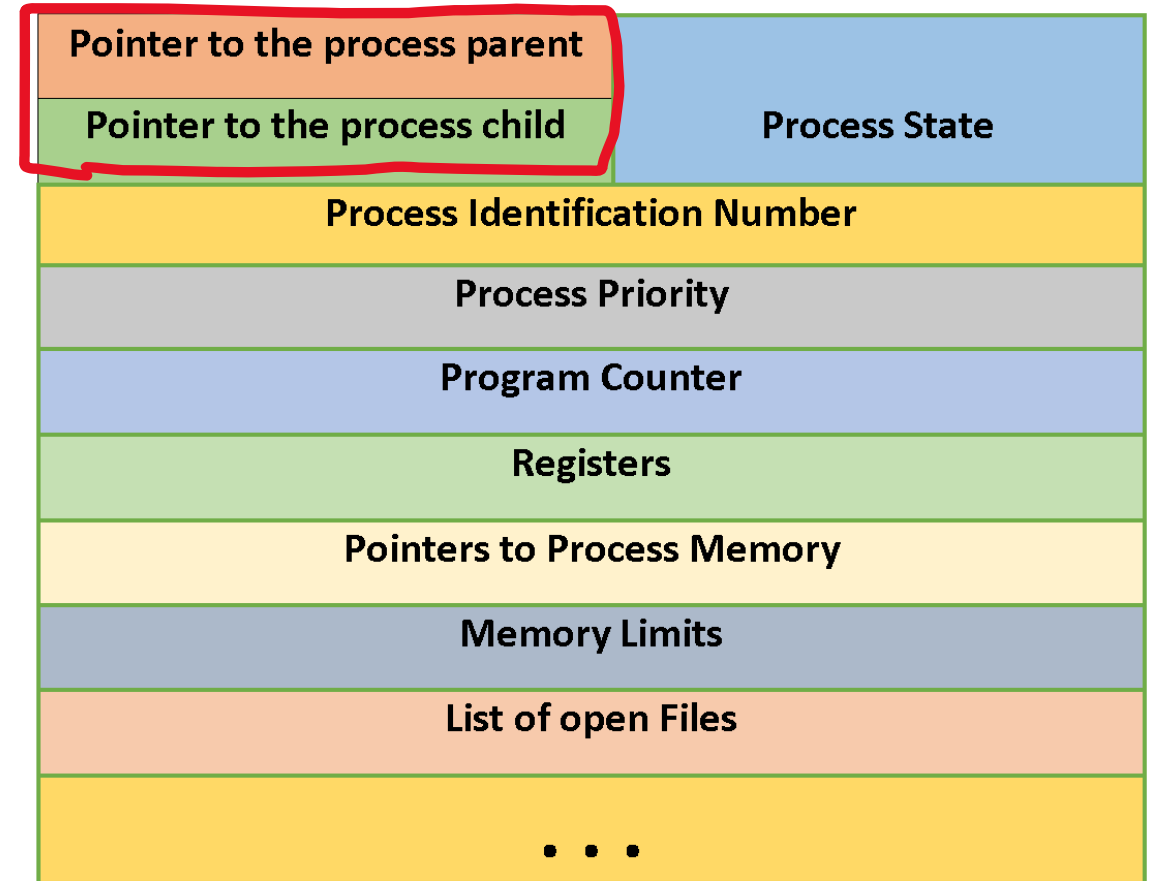 Pointer to the process parent
Pointer to the process child
Process State
Process Identification Number
Process Priority
Program Counter
Registers
Pointers to Process Memory
Memory Limits
List of open Files
. . .